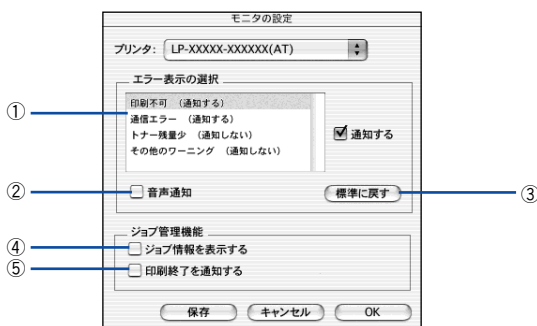 モニタの設定
プリンタ: LP-XXXXX-XXXXXX(AT)
エラー表示の選択
① 印刷不可 (通知する)
通信エラー (通知する)
トナー残量少 (通知しない)
その他のワーニング (通知しない)
通知する
② 音声通知
標準に戻す ③
ジョブ管理機能
④ ジョブ情報を表示する
⑤ 印刷終了を通知する
保存 キャンセル OK